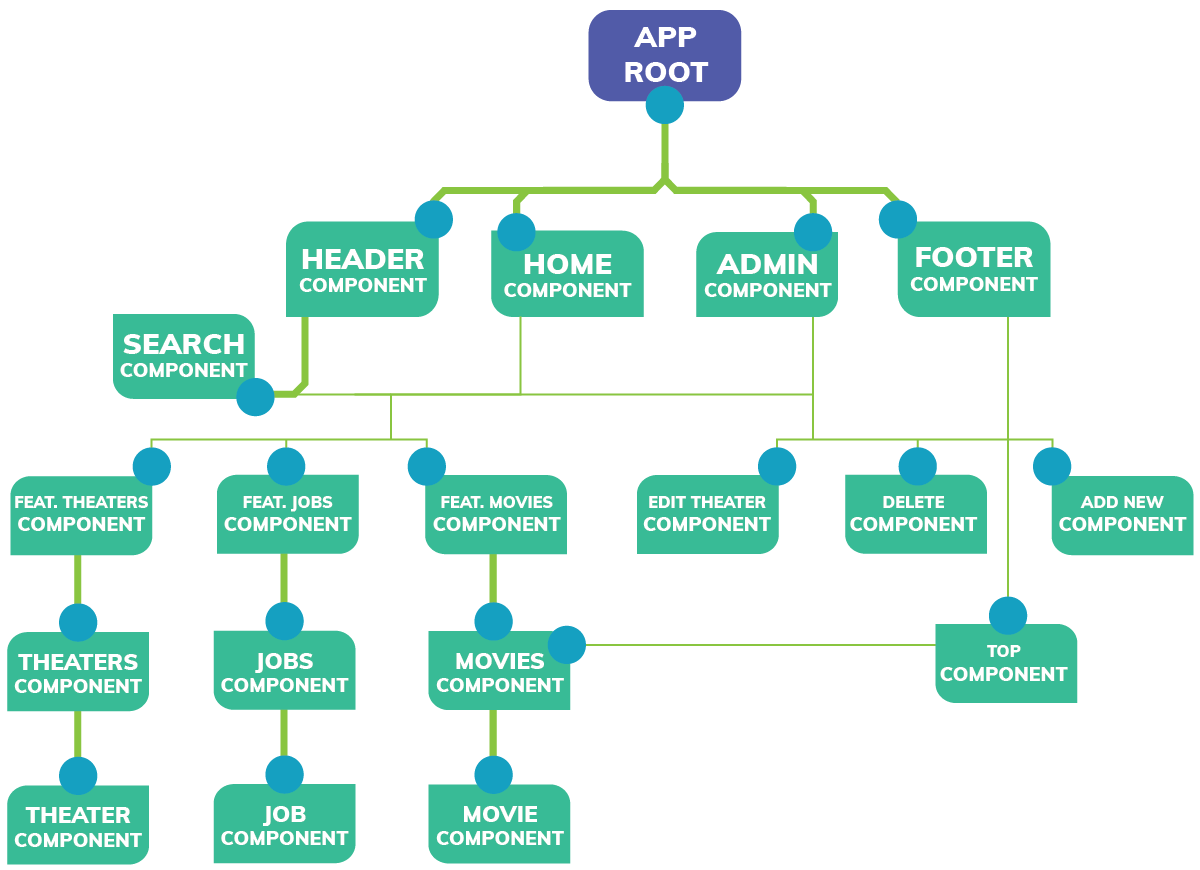 APP
ROOT
HEADER
COMPONENT
HOME
COMPONENT
ADMIN
COMPONENT
FOOTER
COMPONENT
SEARCH
COMPONENT
FEAT. THEATERS
COMPONENT
FEAT. JOBS
COMPONENT
FEAT. MOVIES
COMPONENT
EDIT THEATER
COMPONENT
DELETE
COMPONENT
ADD NEW
COMPONENT
THEATERS
COMPONENT
JOBS
COMPONENT
MOVIES
COMPONENT
TOP
COMPONENT
THEATER
COMPONENT
JOB
COMPONENT
MOVIE
COMPONENT